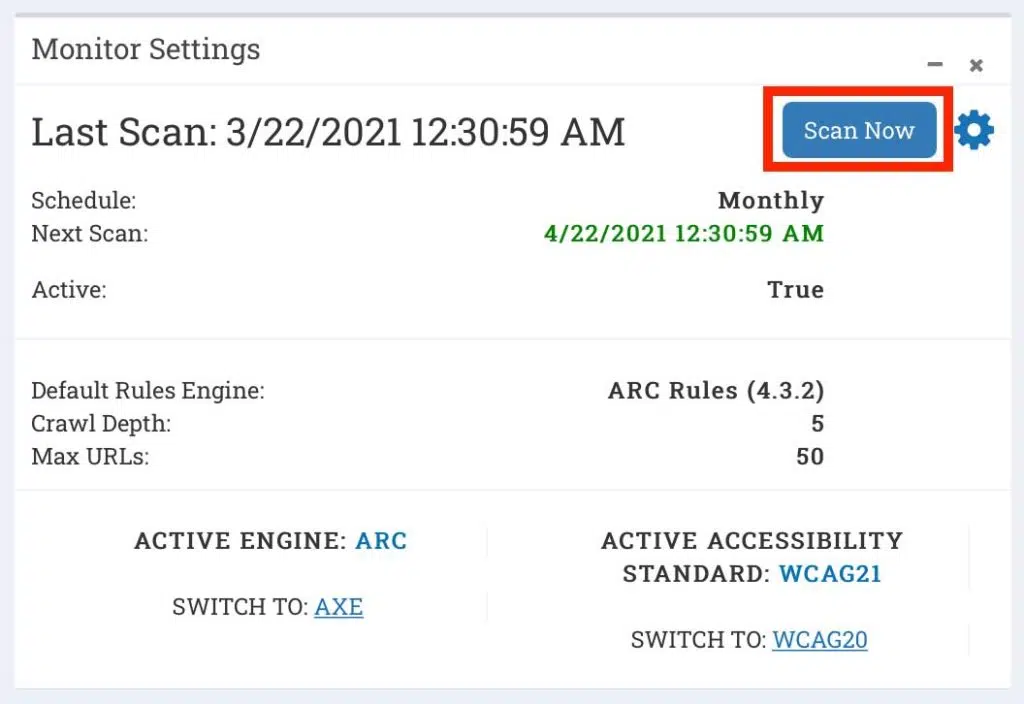 Monitor Settings
Last Scan: 3/22/2021 12:30:59 AM
Scan Now
Schedule: Monthly
Next Scan: 4/22/2021 12:30:59 AM
Active: True
Default Rules Engine: ARC Rules (4.3.2)
Crawl Depth: 5
Max URLs: 50
ACTIVE ENGINE: ARC
SWITCH TO: AXE
ACTIVE ACCESSIBILITY
STANDARD: WCAG21
SWITCH TO: WCAG20